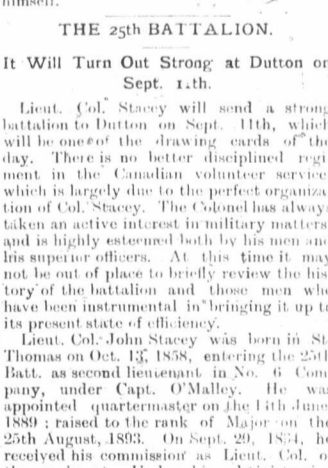 himself.
THE 25th BATTALION.
It Will Turn Out Strong at Dutton on
Sept. 11th.
Lieut. Col. Stacey will send a strong
battalion to Dutton on Sept. 11th, which
will be one of the drawing cards of the
day. There is no better disciplined regi
ment in the Canadian volunteer service
which is largely due to the perfect organiza
tion of Col. Stacey. The Colonel has alway
taken an active interest in military matters
and is highly esteemed both by his men and
his superior officers. At this time it may
not be out of place to briefly review the his
tory of the battalion and those men who
have been instrumental in bringing it up to
its present state of efficiency.
Lieut. Col. John Stacey was born in St
Thomas on Oct. 13, 1858, entering the 25th
Batt. as second lieutenant in No. 6 Com
pany, under Capt. O'Malley. He was
appointed quartermaster on the June
1889 ; raised to the rank of Major on the
25th August, 1893. On Sept. 29, he
received his commission as Lieut. Col. o